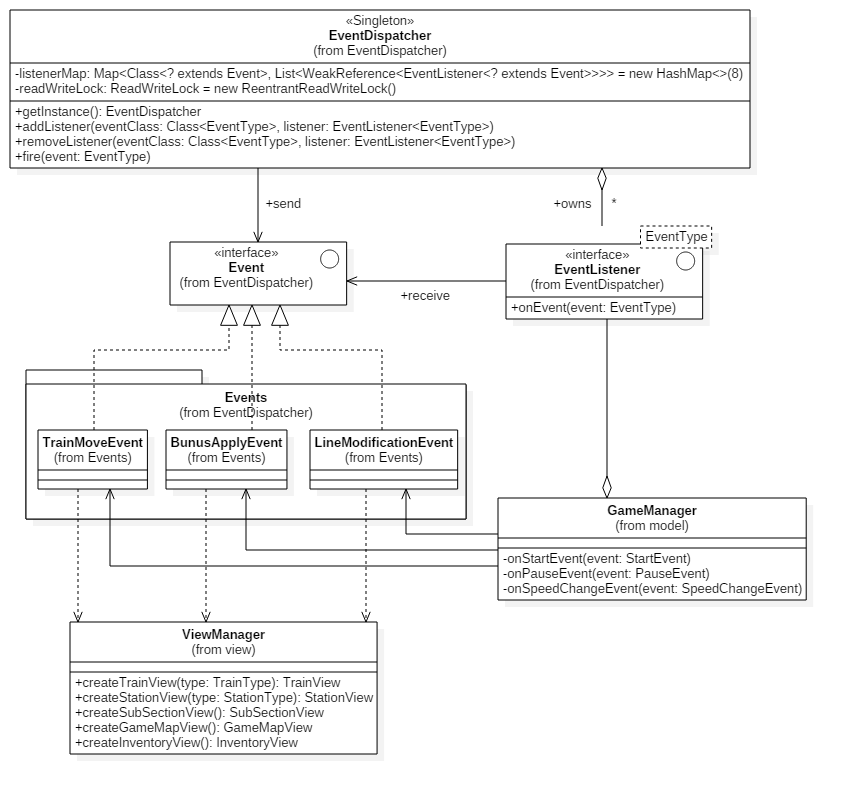 «Singleton»
EventDispatcher
(from EventDispatcher)
-listenerMap: Map<Class<? extends Event>, List<WeakReference<EventListener<? extends Event>>>> = new HashMap<>(8)
-readWriteLock: ReadWriteLock = new ReentrantReadWriteLock()
+getInstance(): EventDispatcher
+addListener(eventClass: Class<EventType>, listener: EventListener<EventType>)
+removeListener(eventClass: Class<EventType>, listener: EventListener<EventType>)
+fire(event: EventType)
+send
+owns *
«interface»
Event
(from EventDispatcher)
EventType
«interface»
EventListener
(from EventDispatcher)
+onEvent(event: EventType)
+receive
Events
(from EventDispatcher)
TrainMoveEvent
(from Events)
BunusApplyEvent
(from Events)
LineModificationEvent
(from Events)
GameManager
(from model)
-onStartEvent(event: StartEvent)
-onPauseEvent(event: PauseEvent)
-onSpeedChangeEvent(event: SpeedChangeEvent)
ViewManager
(from view)
+createTrainView(type: TrainType): TrainView
+createStationView(type: StationType): StationView
+createSubSectionView(): SubSectionView
+createGameMapView(): GameMapView
+createInventoryView(): InventoryView